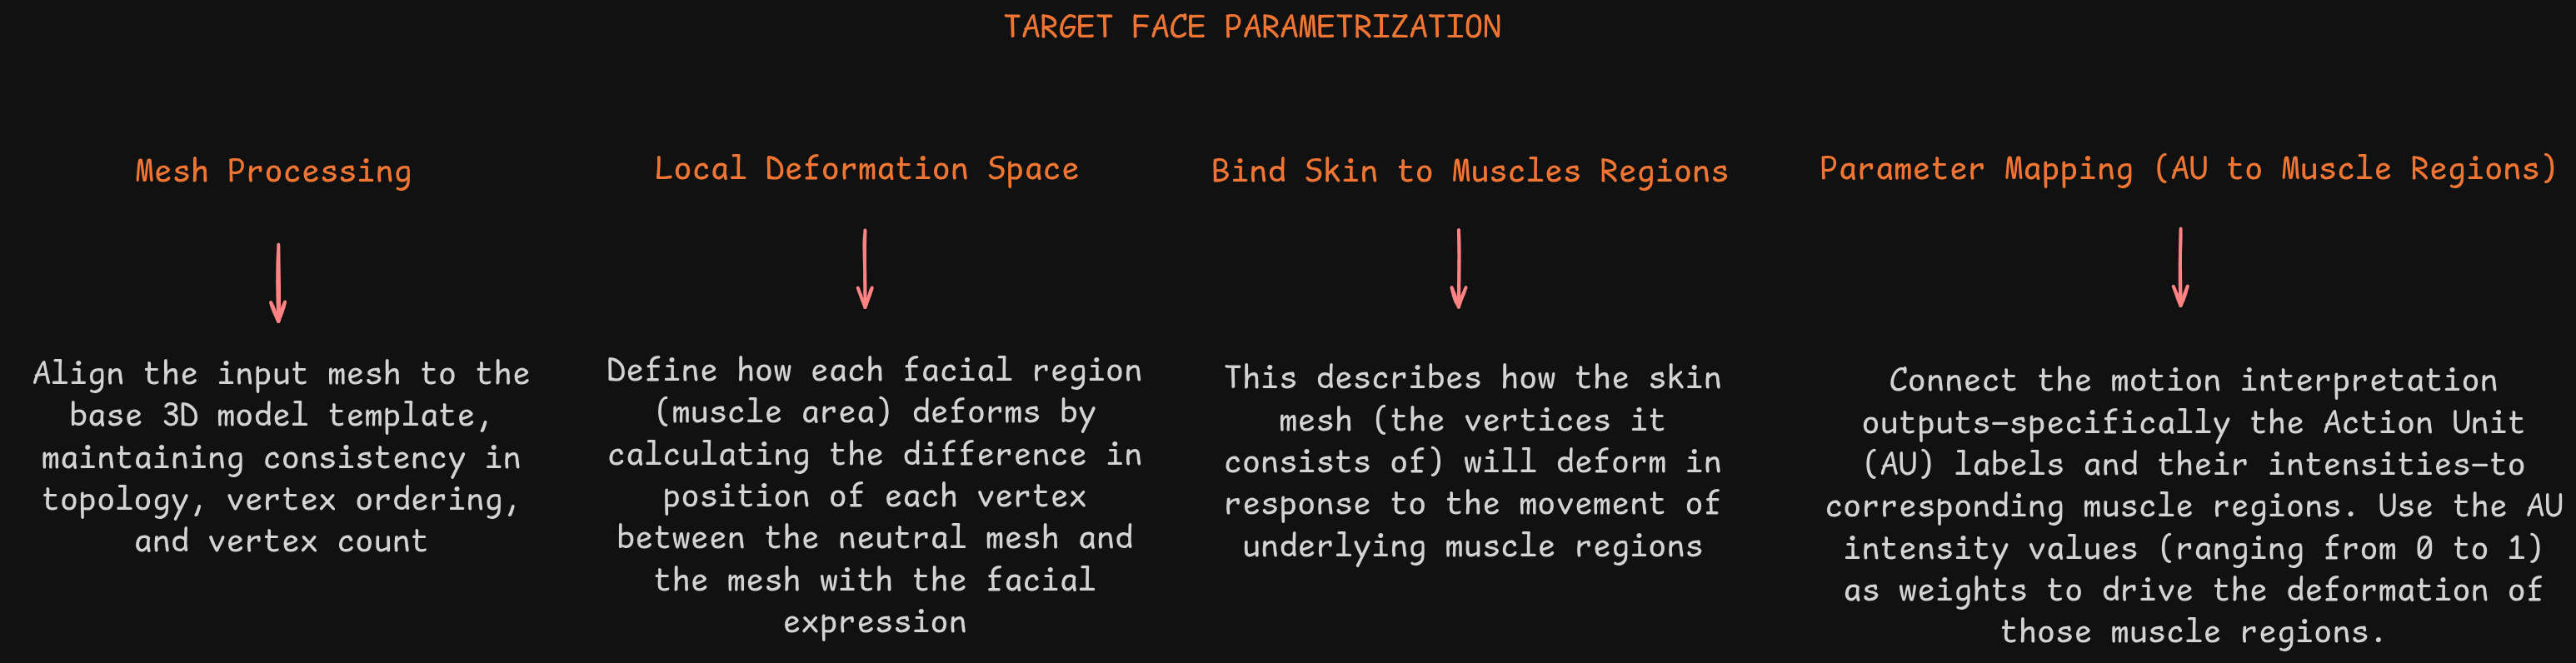 TARGET FACE PARAMETRIZATION
Mesh Processing
Align the input mesh to the
base 3D model template,
maintaining consistency in
topology, vertex ordering,
and vertex count
Local Deformation Space
Define how each facial region
(muscle area) deforms by
calculating the difference in
position of each vertex
between the neutral mesh and
the mesh with the facial
expression
Bind Skin to Muscles Regions
This describes how the skin
mesh (the vertices it
consists of) will deform in
response to the movement of
underlying muscle regions
Parameter Mapping (AU to Muscle Regions)
Connect the motion interpretation
outputs—specifically the Action Unit
(AU) labels and their intensities—to
corresponding muscle regions. Use the AU
intensity values (ranging from 0 to 1)
as weights to drive the deformation of
those muscle regions.